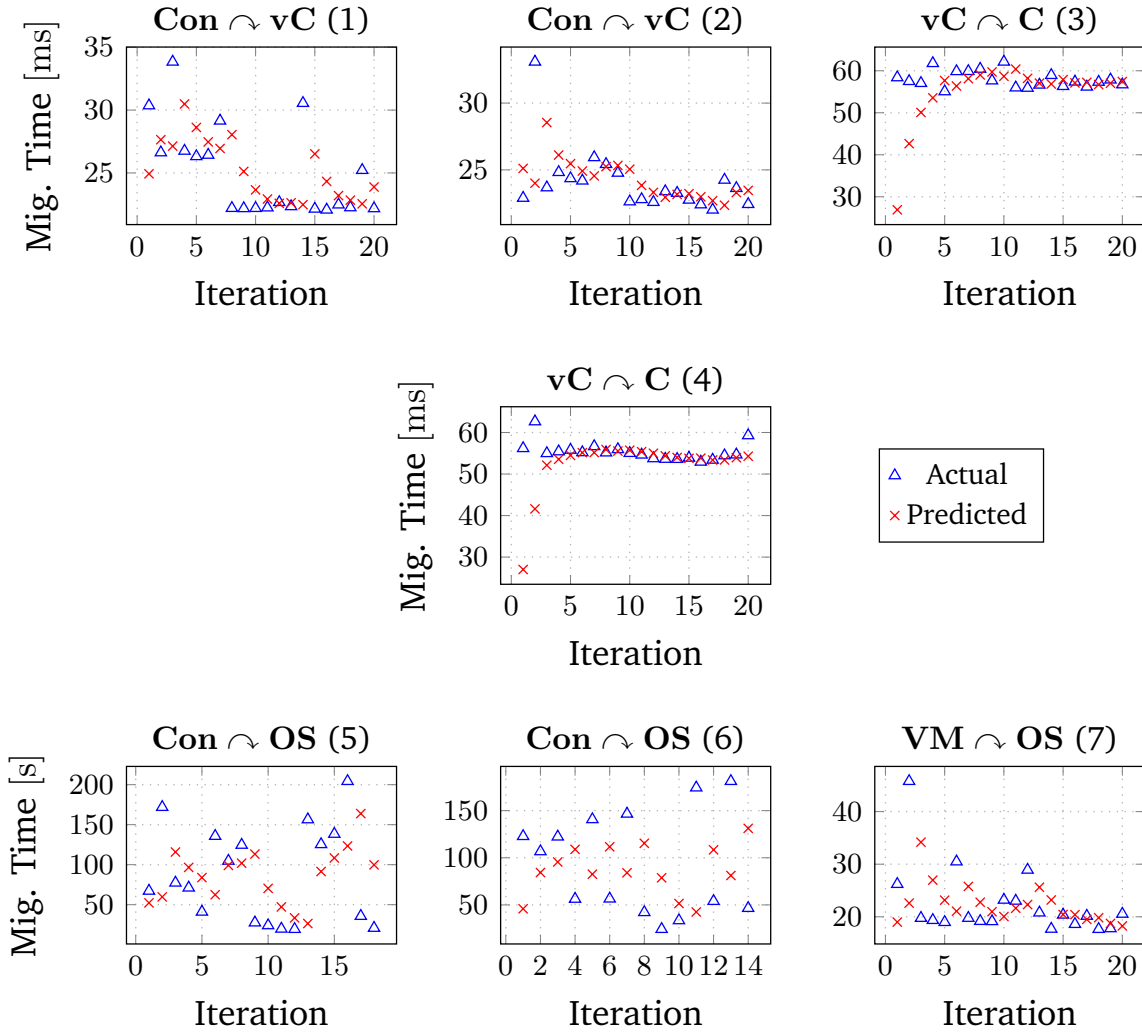 Con ↷ vC (1)
Con ↷ vC (2)
vC ↷ C (3)
Mig. Time [ms]
35
30
25
0 5 10 15 20
Iteration
30
25
0 5 10 15 20
Iteration
60
50
40
30
0 5 10 15 20
Iteration
vC ↷ C (4)
Mig. Time [ms]
60
50
40
30
0 5 10 15 20
Iteration
Actual
Predicted
Con ↷ OS (5)
Con ↷ OS (6)
VM ↷ OS (7)
Mig. Time [s]
200
150
100
50
0 5 10 15
Iteration
150
100
50
0 2 4 6 8 10 12 14
Iteration
40
30
20
0 5 10 15 20
Iteration